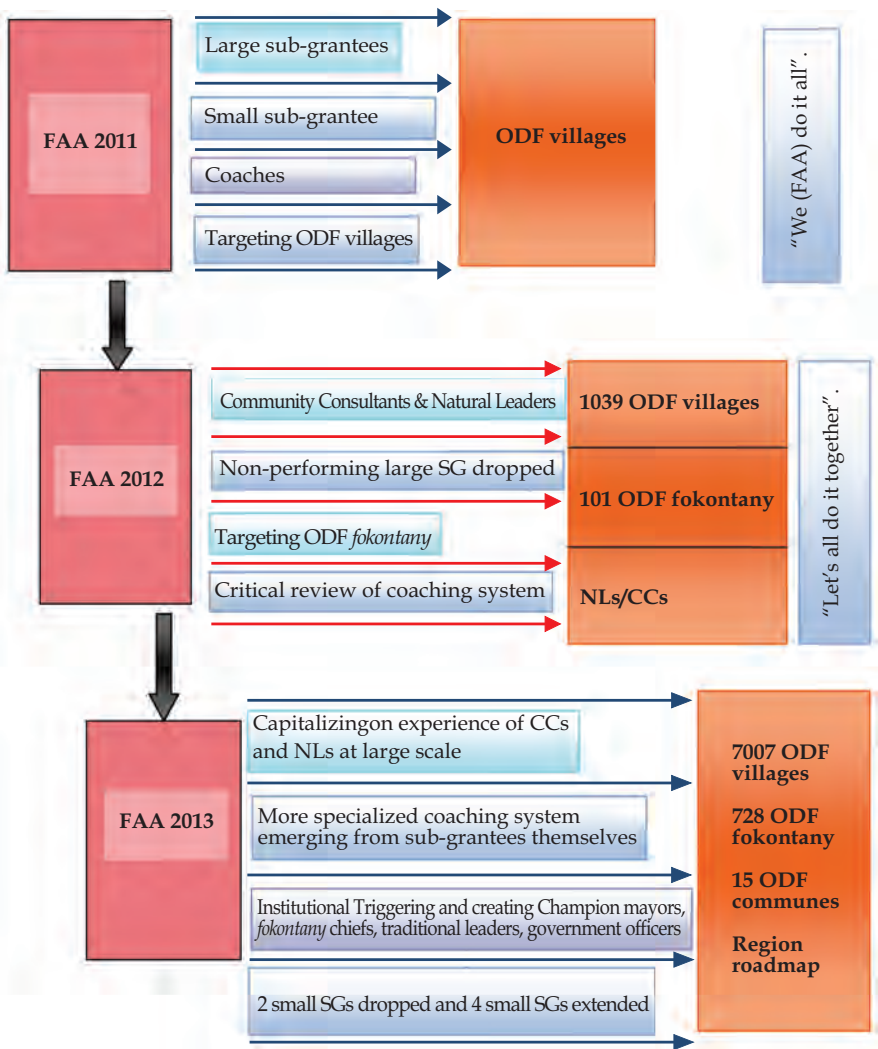 FAA 2011
Large sub-grantees
Small sub-grantee
Coaches
Targeting ODF villages
ODF villages
“We (FAA) do it all”.
FAA 2012
Community Consultants & Natural Leaders
Non-performing large SG dropped
Targeting ODF fokontany
Critical review of coaching system
1039 ODF villages
101 ODF fokontany
NLs/CCs
“Let's all do it together”.
FAA 2013
Capitalizingon experience of CCs
and NLs at large scale
More specialized coaching system
emerging from sub-grantees themselves
Institutional Triggering and creating Champion mayors,
fokontany chiefs, traditional leaders, government officers
2 small SGs dropped and 4 small SGs extended
7007 ODF
villages
728 ODF
fokontany
15 ODF
communes
Region
roadmap